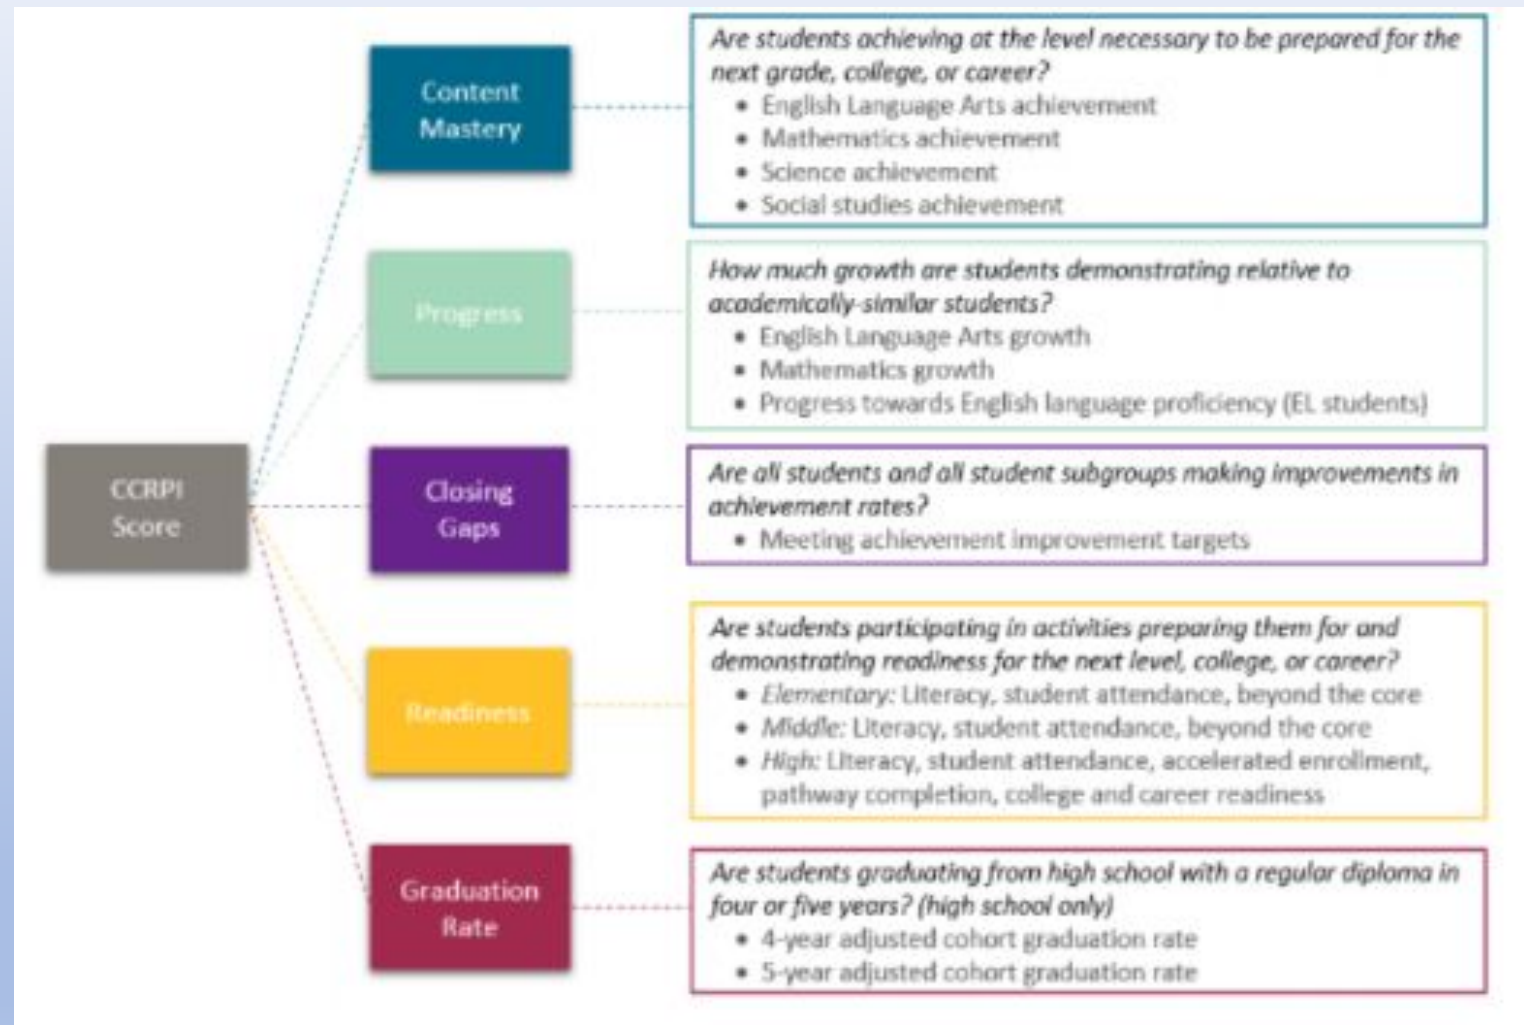 CCRPI
Score
Content
Mastery
Are students achieving at the level necessary to be prepared for the
next grade, college, or career?
• English Language Arts achievement
• Mathematics achievement
• Science achievement
• Social studies achievement
Progress
How much growth are students demonstrating relative to
academically-similar students?
• English Language Arts growth
• Mathematics growth
• Progress towards English language proficiency (EL students)
Closing
Gaps
Are all students and all student subgroups making improvements in
achievement rates?
• Meeting achievement improvement targets
Readiness
Are students participating in activities preparing them for and
demonstrating readiness for the next level, college, or career?
• Elementary: Literacy, student attendance, beyond the core
• Middle: Literacy, student attendance, beyond the core
• High: Literacy, student attendance, accelerated enrollment,
pathway completion, college and career readiness
Graduation
Rate
Are students graduating from high school with a regular diploma in
four or five years? (high school only)
• 4-year adjusted cohort graduation rate
• 5-year adjusted cohort graduation rate